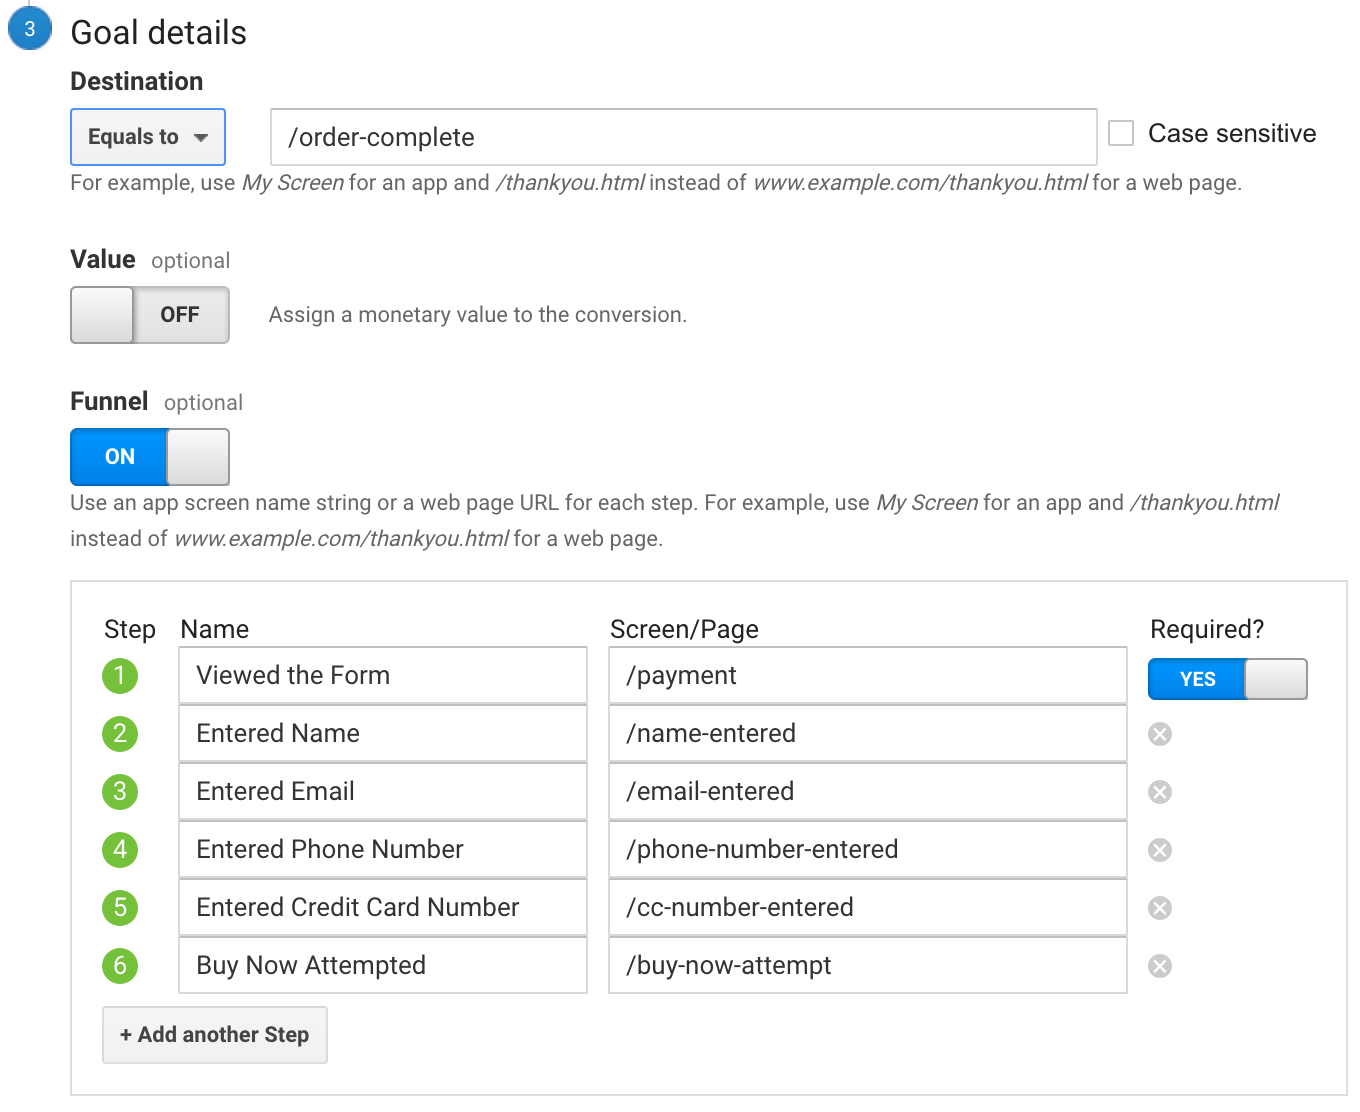 3 Goal details
Destination
Equals to /order-complete Case sensitive
For example, use My Screen for an app and /thankyou.html instead of www.example.com/thankyou.html for a web page.
Value optional
OFF Assign a monetary value to the conversion.
Funnel optional
ON
Use an app screen name string or a web page URL for each step. For example, use My Screen for an app and /thankyou.html
instead of www.example.com/thankyou.html for a web page.
Step Name Screen/Page Required?
1 Viewed the Form /payment YES
2 Entered Name /name-entered
3 Entered Email /email-entered
4 Entered Phone Number /phone-number-entered
5 Entered Credit Card Number /cc-number-entered
6 Buy Now Attempted /buy-now-attempt
+ Add another Step